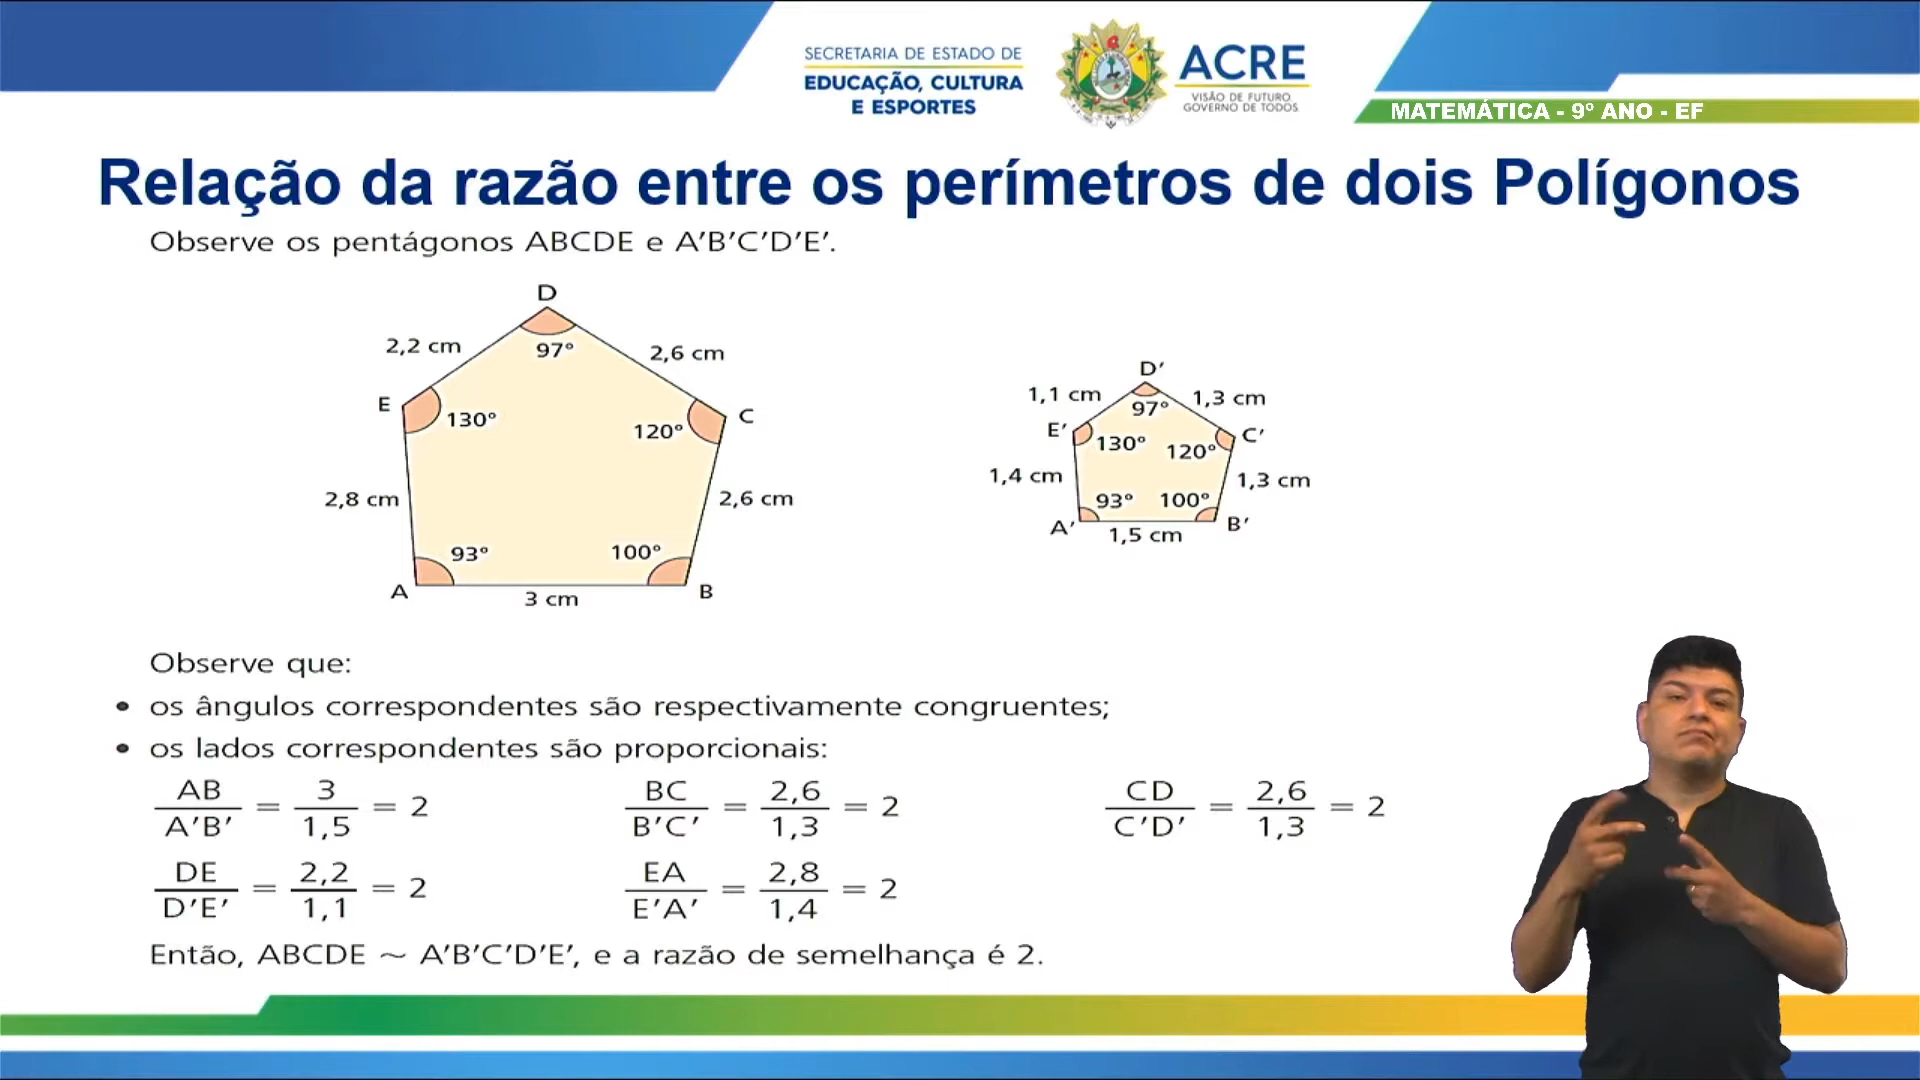 SECRETARIA DE ESTADO DE
EDUCAÇÃO, CULTURA
E ESPORTES
ACRE
VISÃO DE FUTURO
GOVERNO DE TODOS
MATEMÁTICA - 9º ANO - EF
Relação da razão entre os perímetros de dois Polígonos
Observe os pentágonos ABCDE e A′B′C′D′E′.
D
2,2 cm
97°
2,6 cm
E
130°
120°
C
2,8 cm
2,6 cm
93°
100°
A
3 cm
B
D′
1,1 cm
97°
1,3 cm
E′
130°
120°
C′
1,4 cm
1,3 cm
93°
100°
A′
1,5 cm
B′
Observe que:
• os ângulos correspondentes são respectivamente congruentes;
• os lados correspondentes são proporcionais:
AB/A′B′ = 3/1,5 = 2
BC/B′C′ = 2,6/1,3 = 2
CD/C′D′ = 2,6/1,3 = 2
DE/D′E′ = 2,2/1,1 = 2
EA/E′A′ = 2,8/1,4 = 2
Então, ABCDE ~ A′B′C′D′E′, e a razão de semelhança é 2.